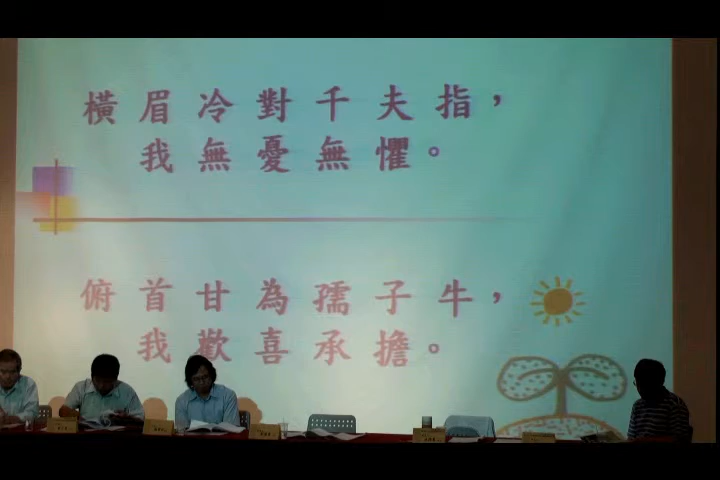 橫眉冷對千夫指，
我無憂無懼。
俯首甘為孺子牛，
我歡喜承擔。